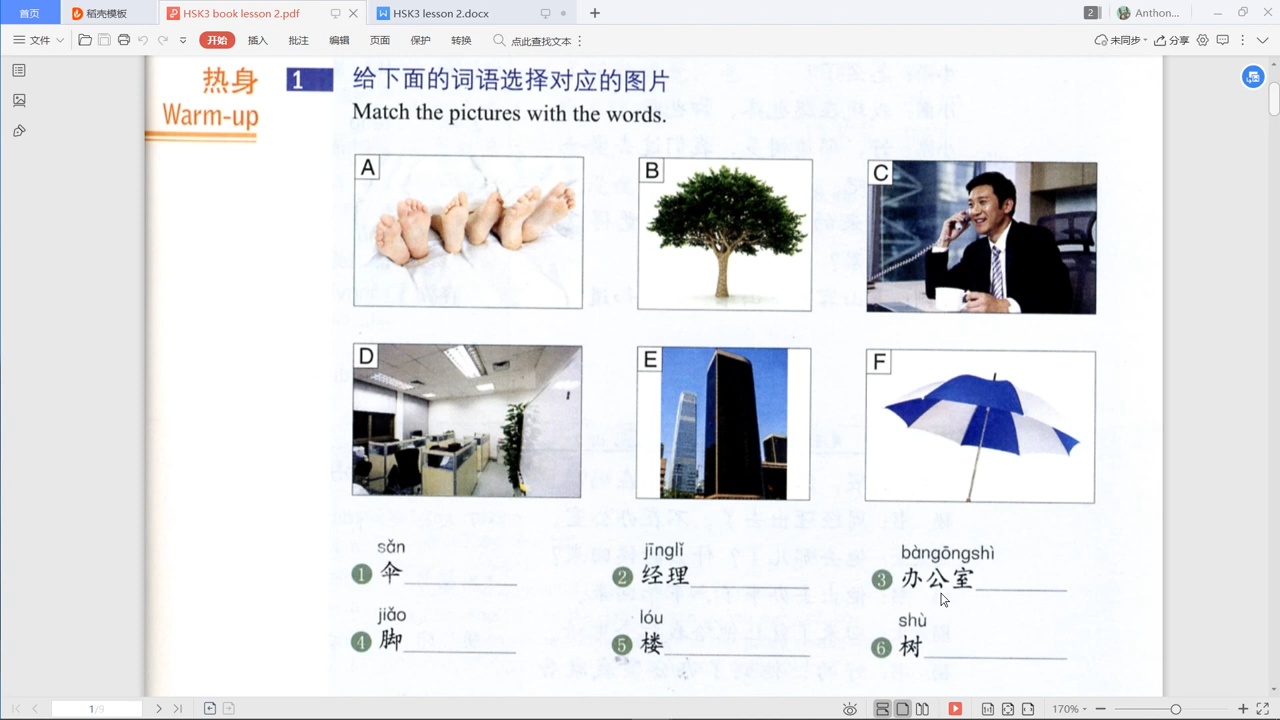 首页
稻壳模板
HSK3 book lesson 2.pdf
HSK3 lesson 2.docx
2
Anthon...
文件
开始
插入
批注
编辑
页面
保护
转换
点此查找文本
未同步
分享
热身
Warm-up
1
给下面的词语选择对应的图片
Match the pictures with the words.
A
B
C
D
E
F
sǎn
1 伞
jīnglǐ
2 经理
bàngōngshì
3 办公室
jiǎo
4 脚
lóu
5 楼
shù
6 树
1/9
170%